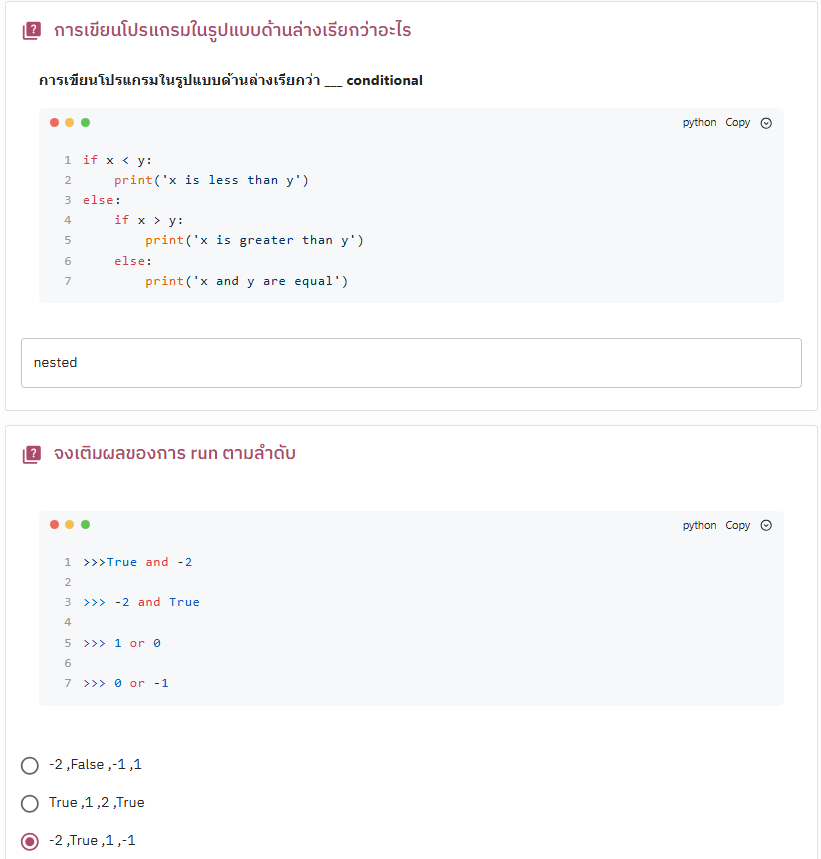 การเขียนโปรแกรมในรูปแบบด้านล่างเรียกว่าอะไร
การเขียนโปรแกรมในรูปแบบด้านล่างเรียกว่า ___ conditional
python Copy
1 if x < y:
2     print('x is less than y')
3 else:
4     if x > y:
5         print('x is greater than y')
6     else:
7         print('x and y are equal')
nested
จงเติมผลของการ run ตามลำดับ
python Copy
1 >>>True and -2
2
3 >>> -2 and True
4
5 >>> 1 or 0
6
7 >>> 0 or -1
-2 ,False ,-1 ,1
True ,1 ,2 ,True
-2 ,True ,1 ,-1